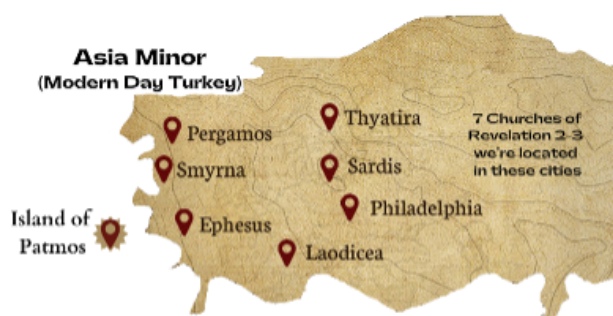 Asia Minor
(Modern Day Turkey)
Pergamos
Thyatira
7 Churches of
Revelation 2-3
we're located
in these cities
Smyrna
Sardis
Island of
Patmos
Ephesus
Philadelphia
Laodicea